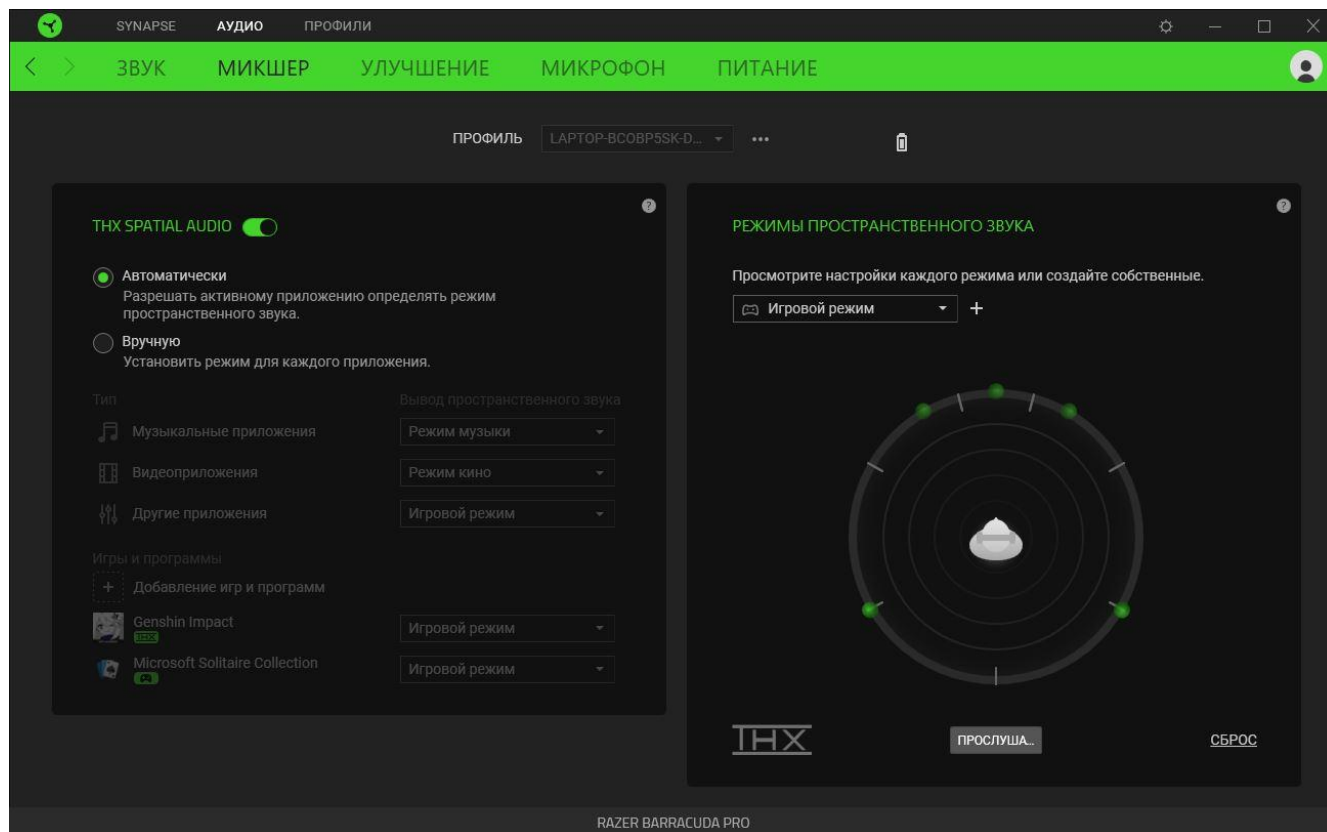 SYNAPSE АУДИО ПРОФИЛИ
ЗВУК МИКШЕР УЛУЧШЕНИЕ МИКРОФОН ПИТАНИЕ
ПРОФИЛЬ LAPTOP-BCOBP5SK-D...
THX SPATIAL AUDIO
Автоматически
Разрешать активному приложению определять режим
пространственного звука.
Вручную
Установить режим для каждого приложения.
Тип Вывод пространственного звука
Музыкальные приложения Режим музыки
Видеоприложения Режим кино
Другие приложения Игровой режим
Игры и программы
Добавление игр и программ
Genshin Impact Игровой режим
THX
Microsoft Solitaire Collection Игровой режим
РЕЖИМЫ ПРОСТРАНСТВЕННОГО ЗВУКА
Просмотрите настройки каждого режима или создайте собственные.
Игровой режим
THX ПРОСЛУША... СБРОС
RAZER BARRACUDA PRO